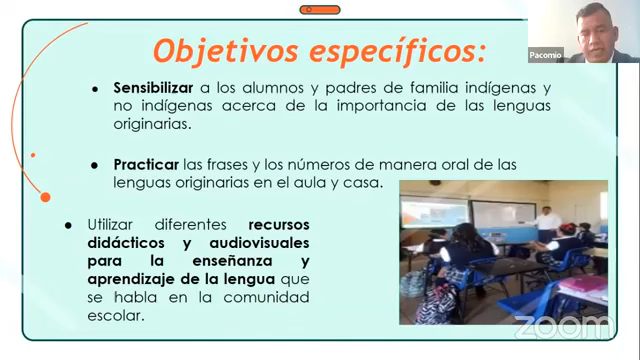 Objetivos específicos:
Pacomio
● Sensibilizar a los alumnos y padres de familia indígenas y
no indígenas acerca de la importancia de las lenguas
originarias.
● Practicar las frases y los números de manera oral de las
lenguas originarias en el aula y casa.
● Utilizar diferentes recursos
didácticos y audiovisuales
para la enseñanza y
aprendizaje de la lengua que
se habla en la comunidad
escolar.
zoom